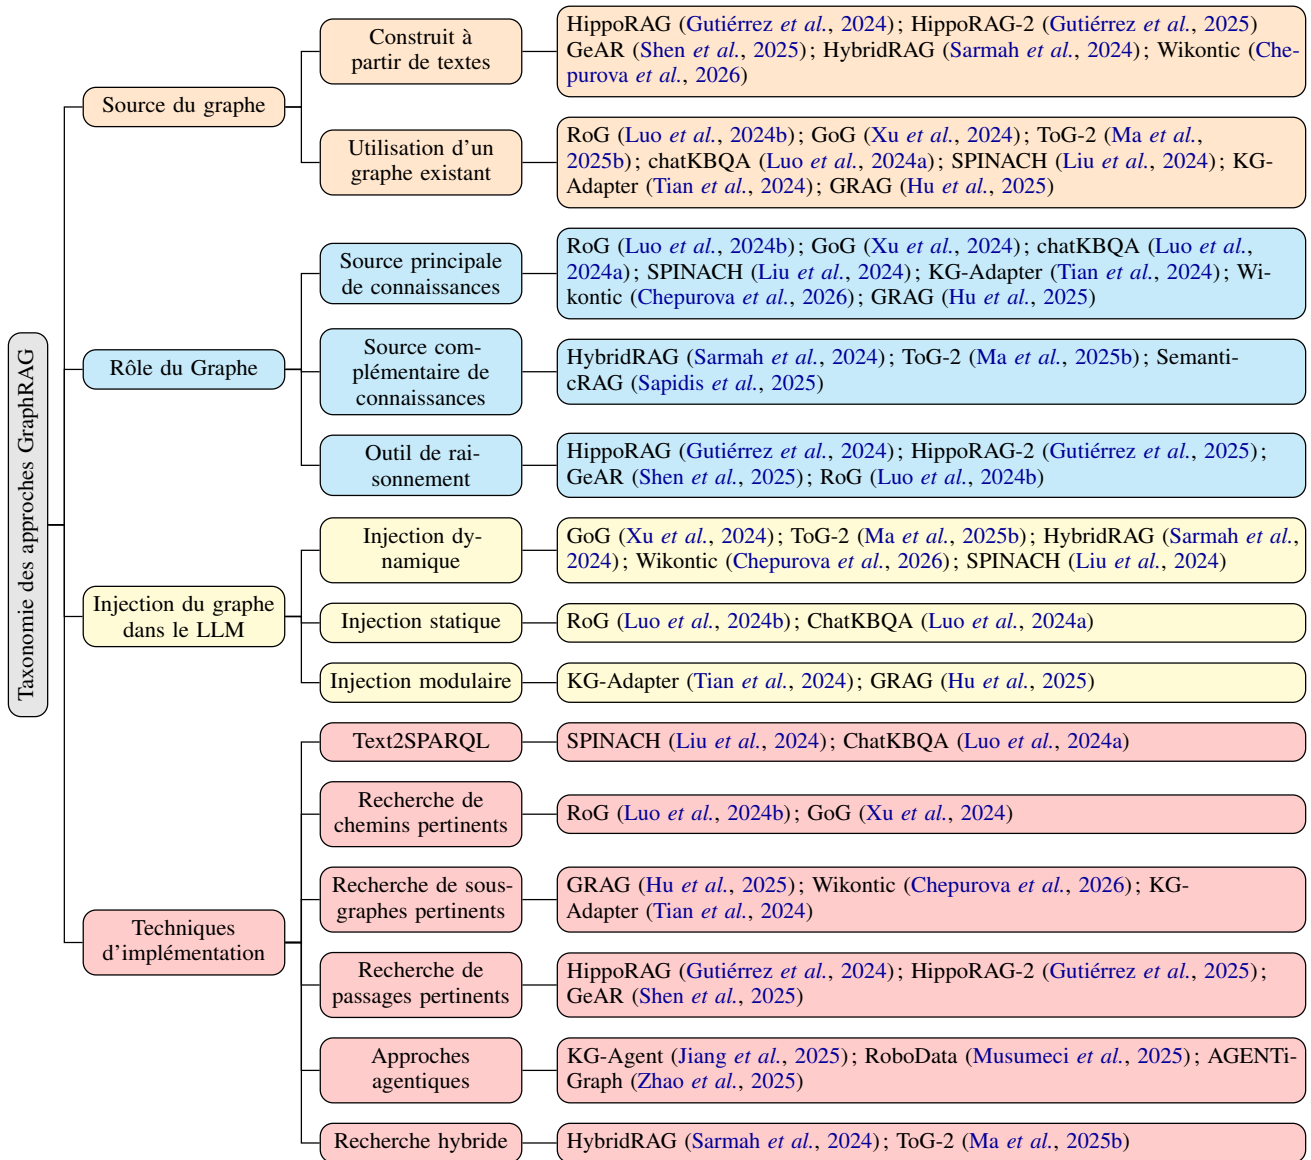 Taxonomie des approches GraphRAG
Source du graphe
Construit à
partir de textes
HippoRAG (Gutiérrez et al., 2024) ; HippoRAG-2 (Gutiérrez et al., 2025)
GeAR (Shen et al., 2025) ; HybridRAG (Sarmah et al., 2024) ; Wikontic (Che-
purova et al., 2026)
Utilisation d'un
graphe existant
RoG (Luo et al., 2024b) ; GoG (Xu et al., 2024) ; ToG-2 (Ma et al.,
2025b) ; chatKBQA (Luo et al., 2024a) ; SPINACH (Liu et al., 2024) ; KG-
Adapter (Tian et al., 2024) ; GRAG (Hu et al., 2025)
Rôle du Graphe
Source principale
de connaissances
RoG (Luo et al., 2024b) ; GoG (Xu et al., 2024) ; chatKBQA (Luo et al.,
2024a) ; SPINACH (Liu et al., 2024) ; KG-Adapter (Tian et al., 2024) ; Wi-
kontic (Chepurova et al., 2026) ; GRAG (Hu et al., 2025)
Source com-
plémentaire de
connaissances
HybridRAG (Sarmah et al., 2024) ; ToG-2 (Ma et al., 2025b) ; Semanti-
cRAG (Sapidis et al., 2025)
Outil de rai-
sonnement
HippoRAG (Gutiérrez et al., 2024) ; HippoRAG-2 (Gutiérrez et al., 2025) ;
GeAR (Shen et al., 2025) ; RoG (Luo et al., 2024b)
Injection du graphe
dans le LLM
Injection dy-
namique
GoG (Xu et al., 2024) ; ToG-2 (Ma et al., 2025b) ; HybridRAG (Sarmah et al.,
2024) ; Wikontic (Chepurova et al., 2026) ; SPINACH (Liu et al., 2024)
Injection statique
RoG (Luo et al., 2024b) ; ChatKBQA (Luo et al., 2024a)
Injection modulaire
KG-Adapter (Tian et al., 2024) ; GRAG (Hu et al., 2025)
Techniques
d'implémentation
Text2SPARQL
SPINACH (Liu et al., 2024) ; ChatKBQA (Luo et al., 2024a)
Recherche de
chemins pertinents
RoG (Luo et al., 2024b) ; GoG (Xu et al., 2024)
Recherche de sous-
graphes pertinents
GRAG (Hu et al., 2025) ; Wikontic (Chepurova et al., 2026) ; KG-
Adapter (Tian et al., 2024)
Recherche de
passages pertinents
HippoRAG (Gutiérrez et al., 2024) ; HippoRAG-2 (Gutiérrez et al., 2025) ;
GeAR (Shen et al., 2025)
Approches
agentiques
KG-Agent (Jiang et al., 2025) ; RoboData (Musumeci et al., 2025) ; AGENTi-
Graph (Zhao et al., 2025)
Recherche hybride
HybridRAG (Sarmah et al., 2024) ; ToG-2 (Ma et al., 2025b)